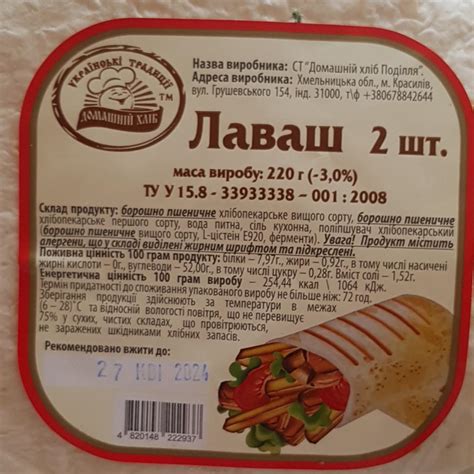 УКРАЇНСЬКІ ТРАДИЦІЇ
ТМ
ДОМАШНІЙ ХЛІБ
Назва виробника: СТ "Домашній хліб Поділля".
Адреса виробника: Хмельницька обл., м. Красилів,
вул. Грушевського 154, інд. 31000, т\ф +380678842644
Лаваш 2 шт.
маса виробу: 220 г (-3,0%)
ТУ У 15.8 - 33933338 – 001 : 2008
Склад продукту: борошно пшеничне хлібопекарське вищого сорту, борошно пшеничне
хлібопекарське першого сорту, вода питна, сіль кухонна, поліпшувач хлібопекарський
(борошно пшеничне вищого сорту, L-цістеін Е920, ферменти). Увага! Продукт містить
алергени, що у складі виділені жирним шрифтом та підкреслені.
Поживна цінність 100 грам продукту: білки – 7,97г., жири – 0,92г., в тому числі насичені
жирні кислоти – 0г., вуглеводи – 52,00г., в тому числі цукру – 0,28г. Вміст солі – 1,52г.
Енергетична цінність 100 грам виробу – 254,44 ккал \ 1064 кДж.
Термін придатності до споживання упакованого виробу не більше ніж: 72 год.
Зберігання продукції здійснюють за температури в межах
(6 – 28)˚С та відносній вологості повітря, що не перевищує
75% у сухих, чистих складах, що провітрюються,
не заражених шкідниками хлібних запасів.
Рекомендовано вжити до:
27 КВІ 2024
4 820148 222937